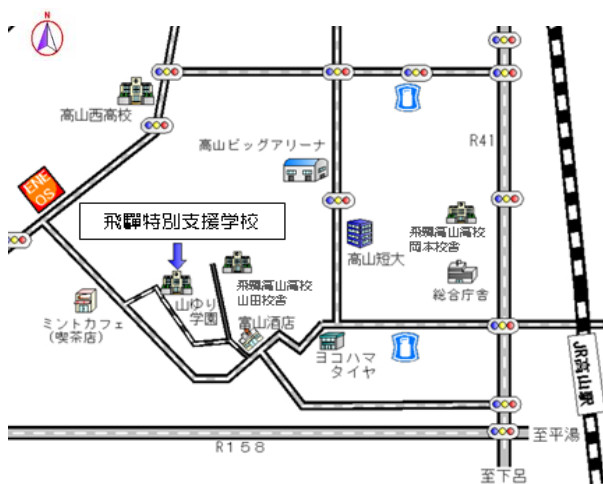 N
高山西高校
高山ビッグアリーナ
R41
ENE
OS
飛驒特別支援学校
飛騨高山高校
岡本校舎
高山短大
飛騨高山高校
山田校舎
総合庁舎
山ゆり
学園
ミントカフェ
(喫茶店)
富山酒店
ヨコハマ
タイヤ
JR高山駅
R158
至平湯
至下呂